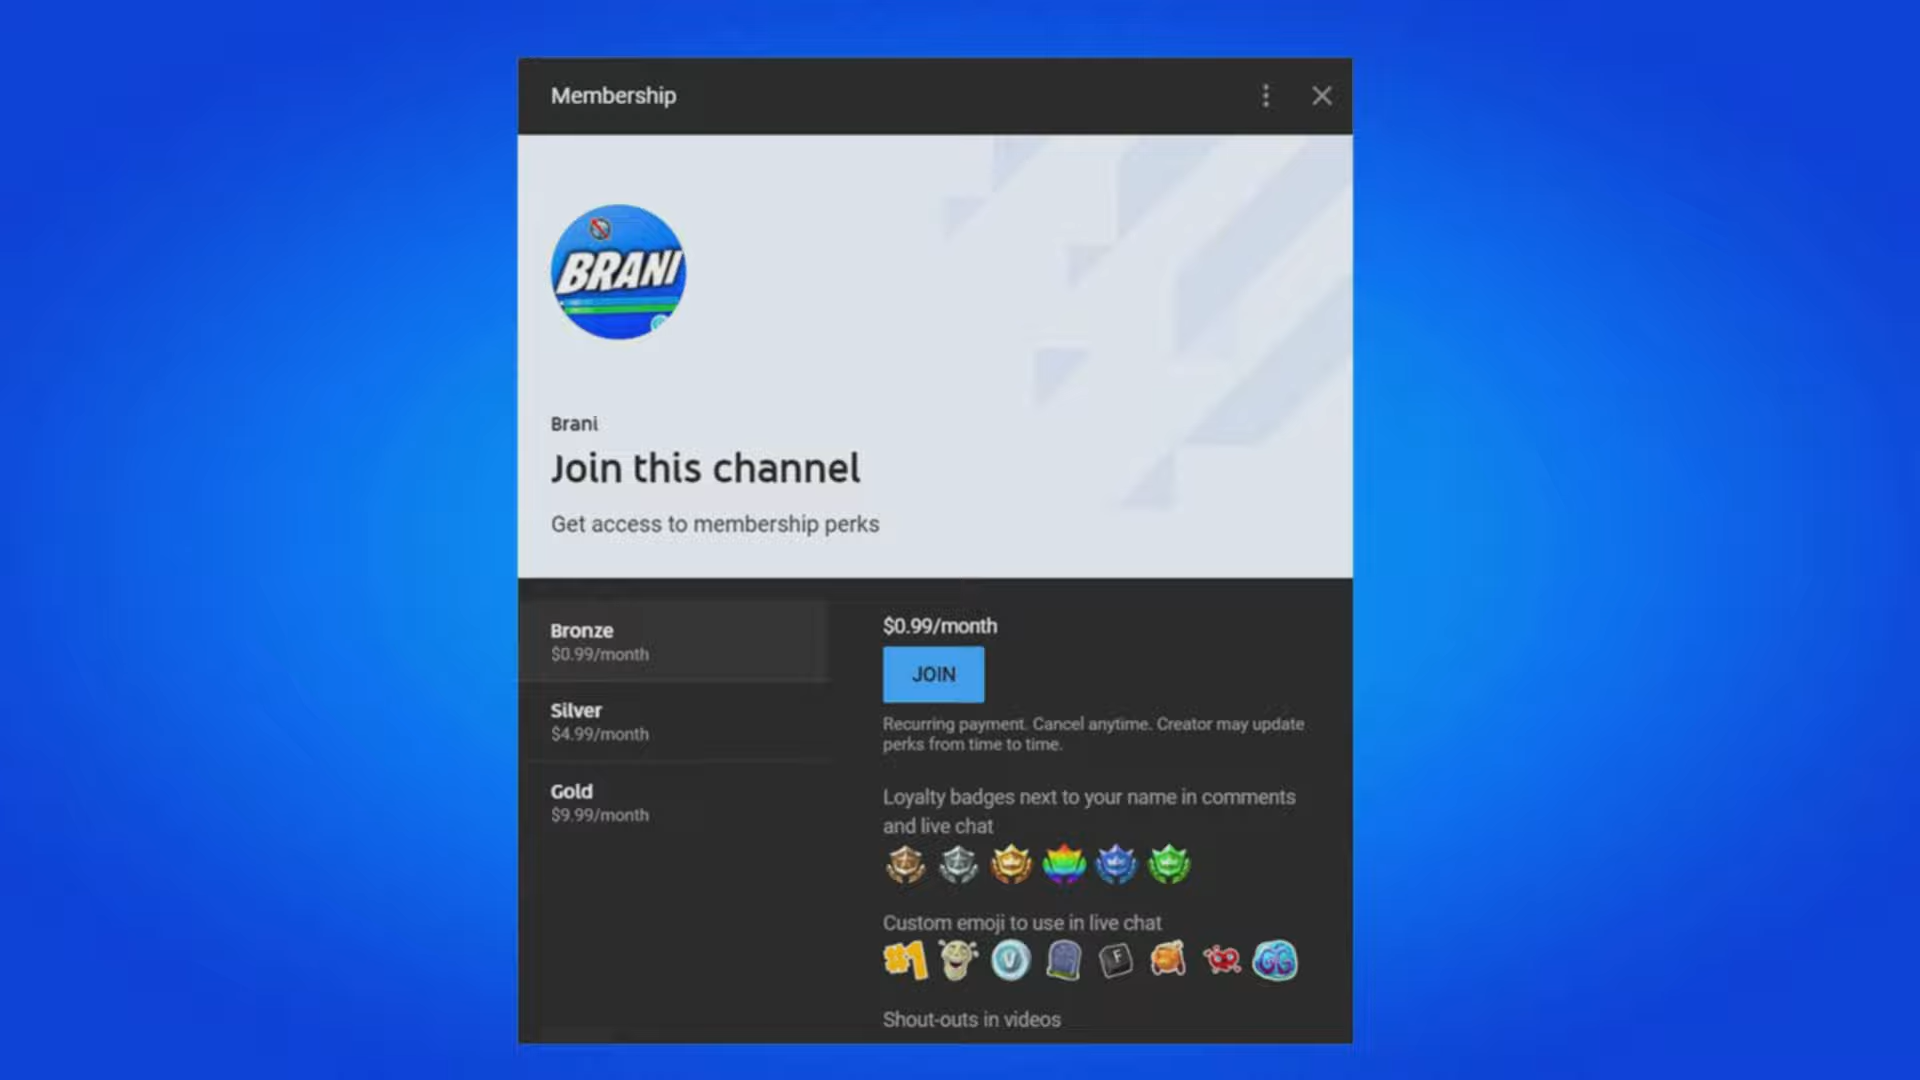 Membership
BRANI
Brani
Join this channel
Get access to membership perks
Bronze
$0.99/month
Silver
$4.99/month
Gold
$9.99/month
$0.99/month
JOIN
Recurring payment. Cancel anytime. Creator may update
perks from time to time.
Loyalty badges next to your name in comments
and live chat
Custom emoji to use in live chat
#1 V F GG
Shout-outs in videos